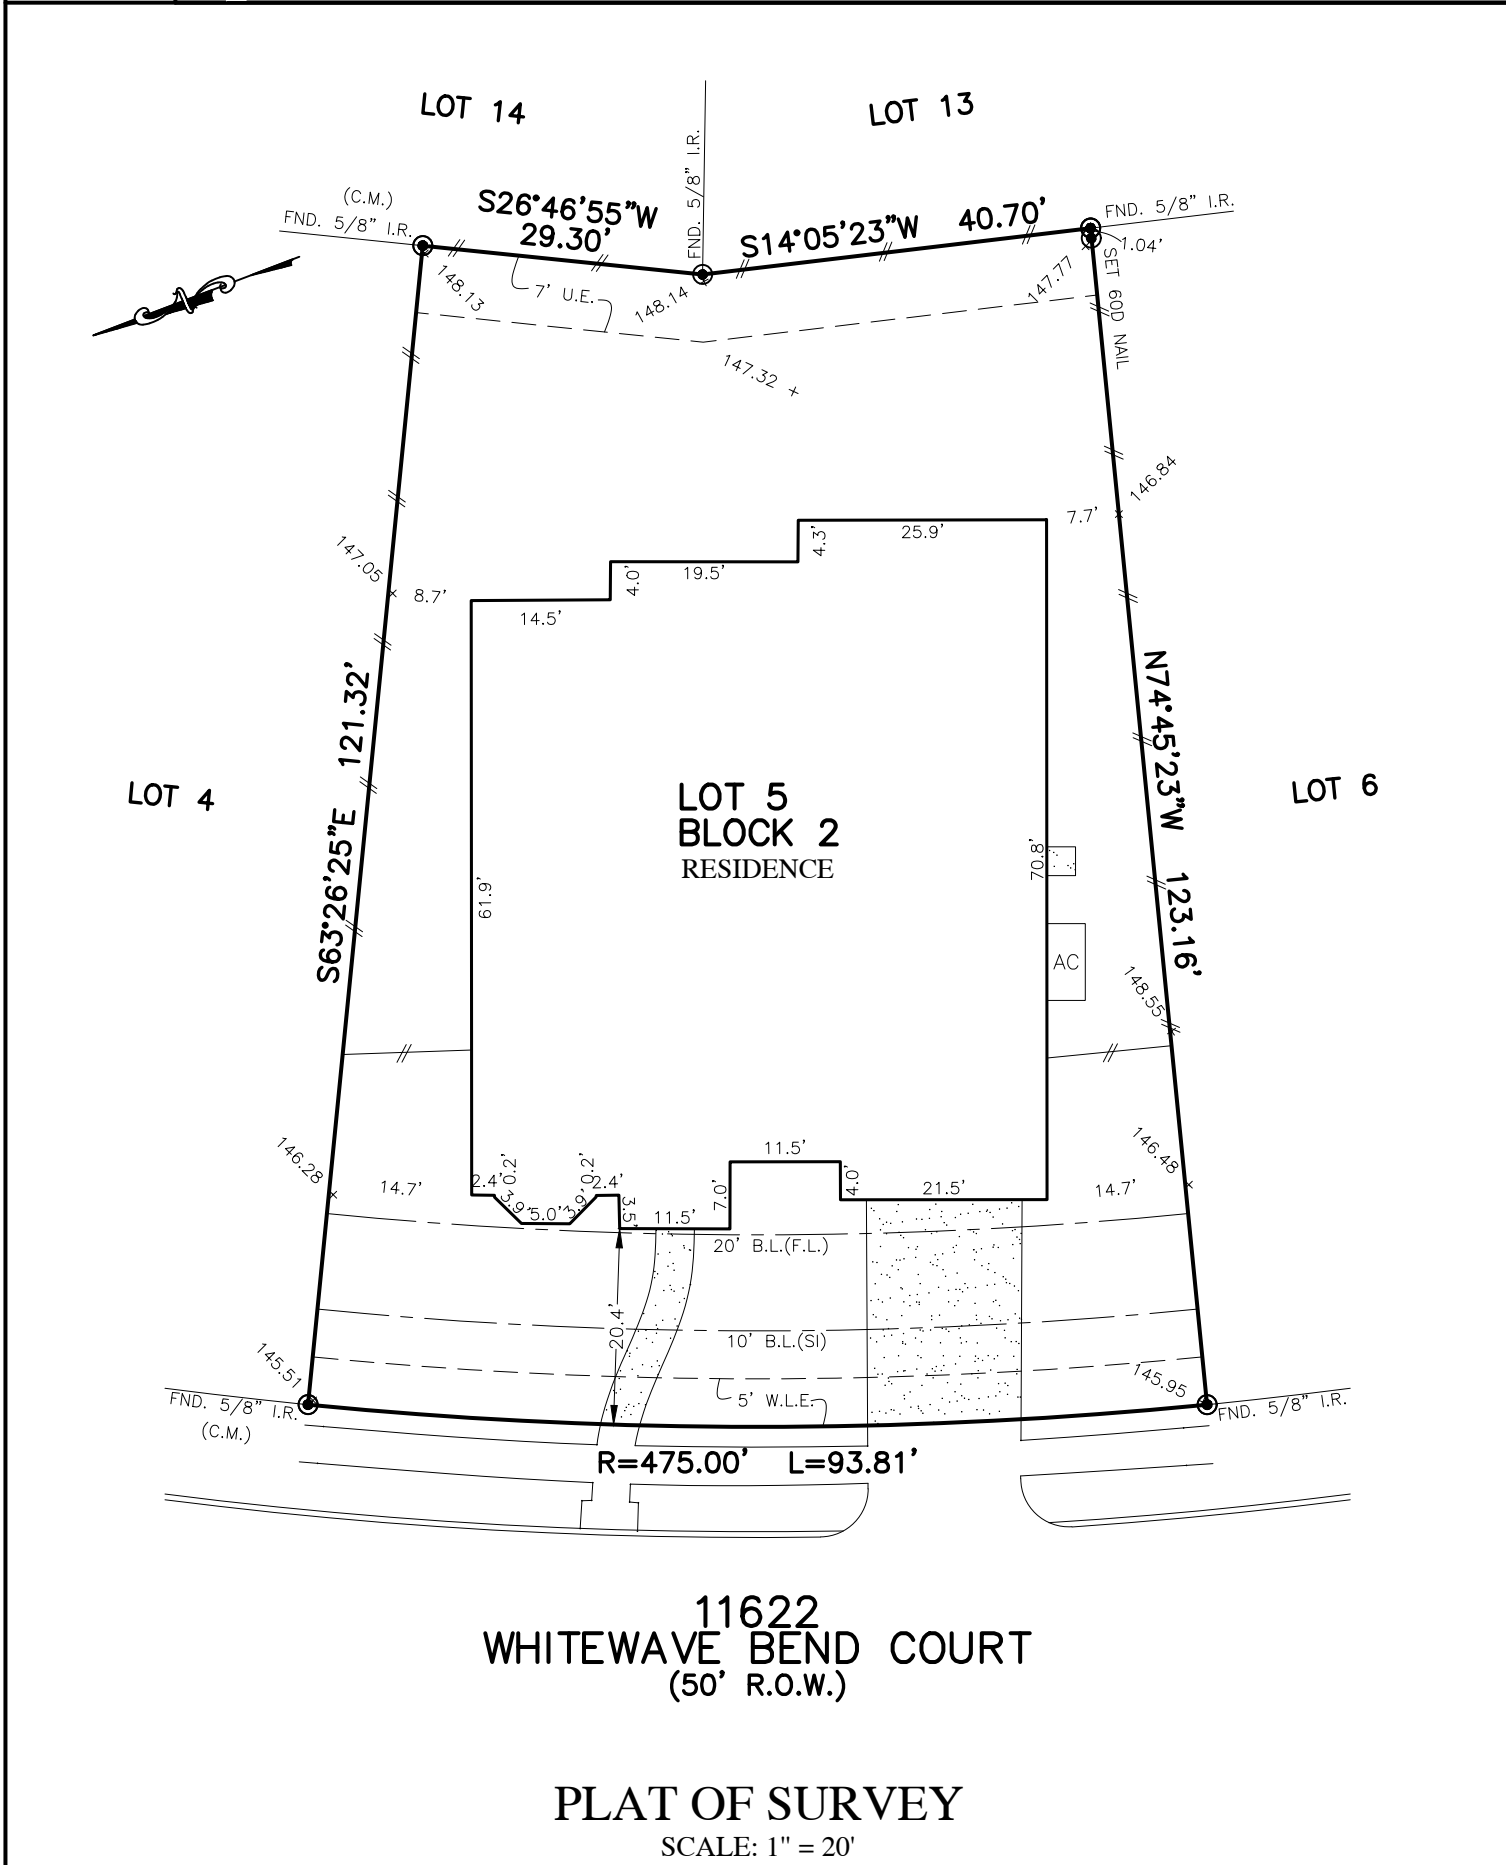 LOT 14
LOT 13
(C.M.)
FND. 5/8" I.R.
S26°46'55"W
29.30'
FND. 5/8" I.R.
S14°05'23"W 40.70'
FND. 5/8" I.R.
1.04'
SET 60D NAIL
148.13
7' U.E.
148.14
147.77
147.32
146.84
7.7'
25.9'
4.3'
19.5'
4.0'
14.5'
147.05
8.7'
S63°26'25"E 121.32'
N74°45'23"W 123.16'
LOT 4
LOT 5
BLOCK 2
RESIDENCE
LOT 6
61.9'
70.8'
AC
148.55
146.28
14.7'
2.4'
0.2'
3.9'
5.0'
3.9'
0.2'
2.4'
3.5'
11.5'
7.0'
11.5'
4.0'
21.5'
14.7'
146.48
20' B.L.(F.L.)
20.4'
10' B.L.(SI)
5' W.L.E.
145.51
145.95
FND. 5/8" I.R.
(C.M.)
FND. 5/8" I.R.
R=475.00' L=93.81'
11622
WHITEWAVE BEND COURT
(50' R.O.W.)
PLAT OF SURVEY
SCALE: 1" = 20'